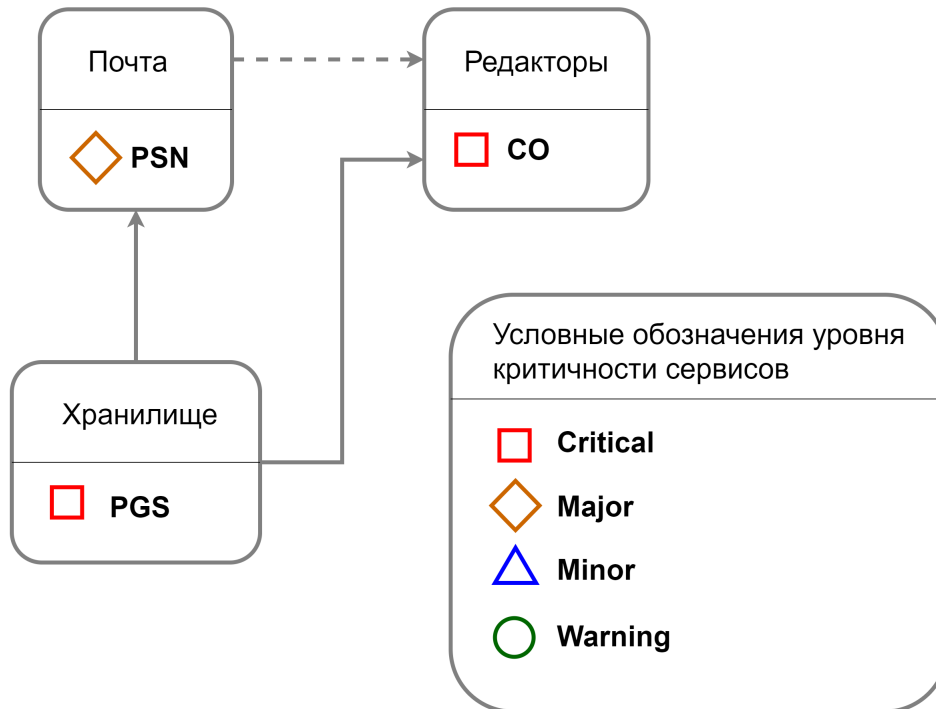 Почта
PSN
Редакторы
CO
Хранилище
PGS
Условные обозначения уровня
критичности сервисов
Critical
Major
Minor
Warning